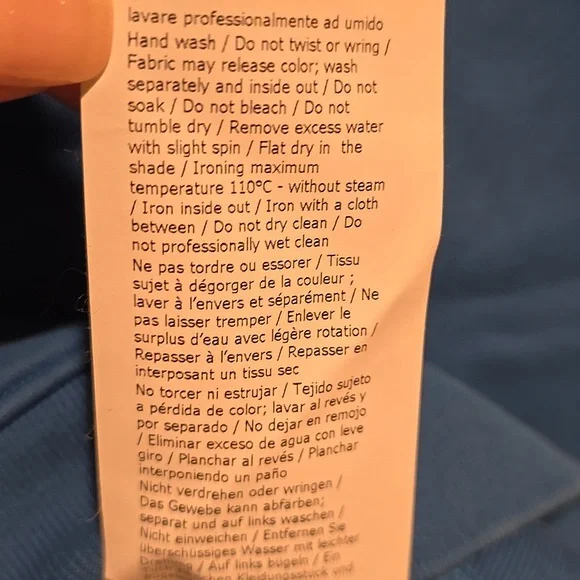 lavare professionalmente ad umido
Hand wash / Do not twist or wring /
Fabric may release color; wash
separately and inside out / Do not
soak / Do not bleach / Do not
tumble dry / Remove excess water
with slight spin / Flat dry in the
shade / Ironing maximum
temperature 110°C - without steam
/ Iron inside out / Iron with a cloth
between / Do not dry clean / Do
not professionally wet clean
Ne pas tordre ou essorer / Tissu
sujet à dégorger de la couleur ;
laver à l'envers et séparément / Ne
pas laisser tremper / Enlever le
surplus d'eau avec légère rotation /
Repasser à l'envers / Repasser en
interposant un tissu sec
No torcer ni estrujar / Tejido sujeto
a pérdida de color; lavar al revés y
por separado / No dejar en remojo
/ Eliminar exceso de agua con leve
giro / Planchar al revés / Planchar
interponiendo un paño
Nicht verdrehen oder wringen /
Das Gewebe kann abfärben;
separat und auf links waschen /
Nicht einweichen / Entfernen Sie
überschüssiges Wasser mit leichter
/ Auf links bügeln / Ein
Kleidungsstück und